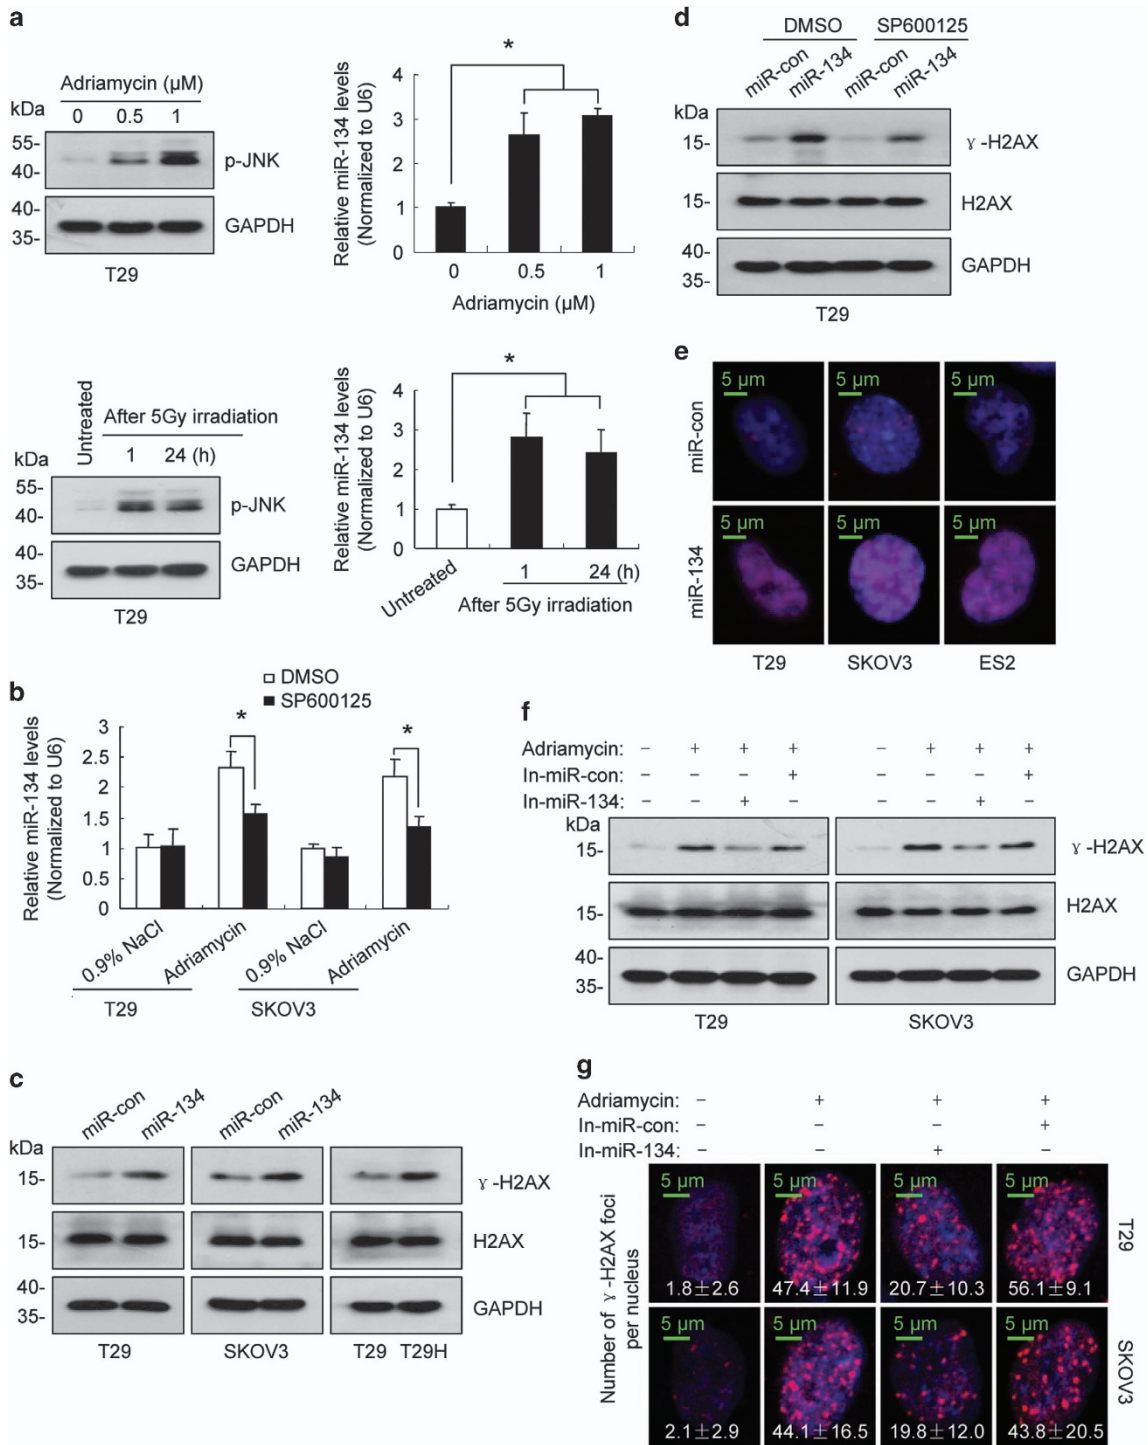 a
Adriamycin (µM)
kDa
0 0.5 1
55-
40-
p-JNK
40-
35-
GAPDH
T29
Relative miR-134 levels
(Normalized to U6)
4
3
2
1
0
*
0 0.5 1
Adriamycin (µM)
Untreated
After 5Gy irradiation
1 24 (h)
kDa
55-
40-
p-JNK
40-
35-
GAPDH
T29
Relative miR-134 levels
(Normalized to U6)
4
3
2
1
0
*
Untreated
1 24 (h)
After 5Gy irradiation
b
DMSO
SP600125
Relative miR-134 levels
(Normalized to U6)
3
2.5
2
1.5
1
0.5
0
* *
0.9% NaCl Adriamycin 0.9% NaCl Adriamycin
T29 SKOV3
c
miR-con miR-134 miR-con miR-134
kDa
15- ɣ-H2AX
15- H2AX
40-
35- GAPDH
T29 SKOV3 T29 T29H
d
DMSO SP600125
miR-con miR-134 miR-con miR-134
kDa
15- ɣ-H2AX
15- H2AX
40-
35- GAPDH
T29
e
miR-con
5 µm 5 µm 5 µm
miR-134
5 µm 5 µm 5 µm
T29 SKOV3 ES2
f
Adriamycin: – + + + – + + +
In-miR-con: – – – + – – – +
In-miR-134: – – + – – – + –
kDa
15- ɣ-H2AX
15- H2AX
40-
35- GAPDH
T29 SKOV3
g
Adriamycin: – + + +
In-miR-con: – – – +
In-miR-134: – – + –
Number of ɣ-H2AX foci
per nucleus
5 µm 5 µm 5 µm 5 µm
1.8±2.6 47.4±11.9 20.7±10.3 56.1±9.1
T29
5 µm 5 µm 5 µm 5 µm
2.1±2.9 44.1±16.5 19.8±12.0 43.8±20.5
SKOV3